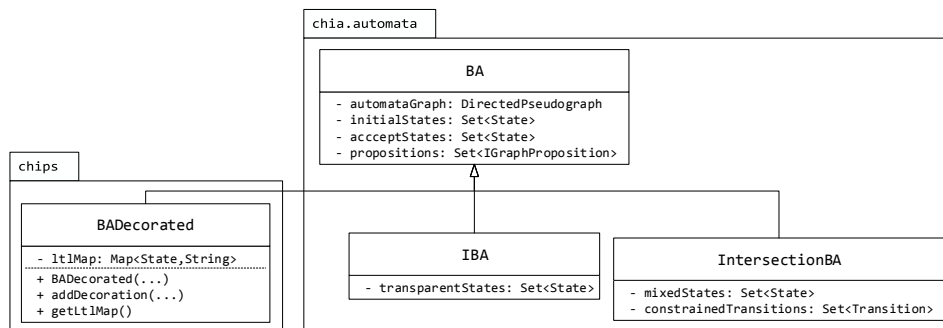 chia.automata
BA
- automataGraph: DirectedPseudograph
- initialStates: Set<State>
- accceptStates: Set<State>
- propositions: Set<IGraphProposition>
chips
BADecorated
- ltlMap: Map<State,String>
+ BADecorated(...)
+ addDecoration(...)
+ getLtlMap()
IBA
- transparentStates: Set<State>
IntersectionBA
- mixedStates: Set<State>
- constrainedTransitions: Set<Transition>